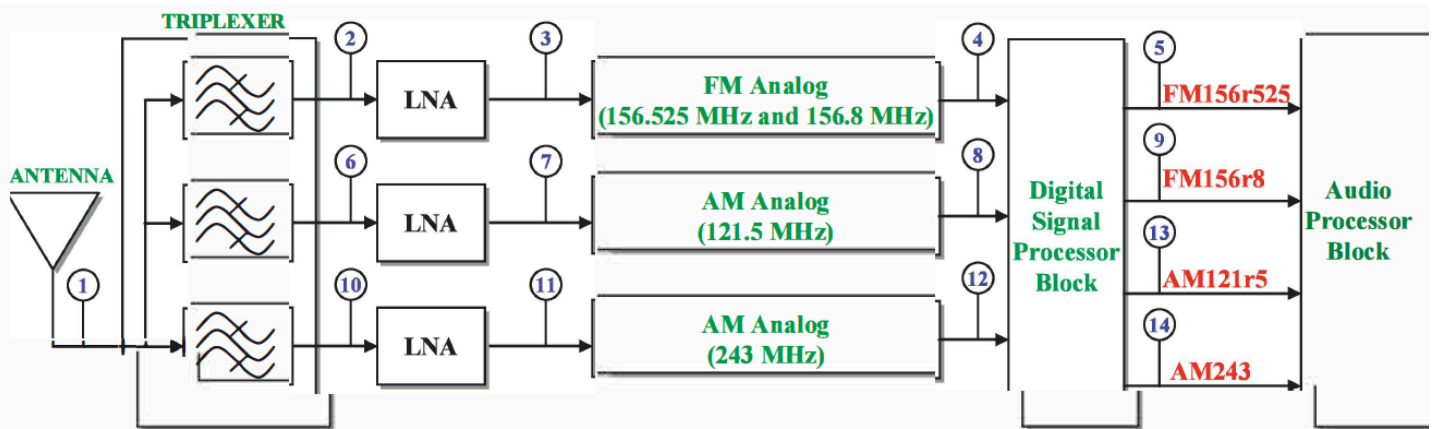 TRIPLEXER
2
3
4
5
LNA
FM Analog
(156.525 MHz and 156.8 MHz)
FM156r525
ANTENNA
6
7
8
9
LNA
AM Analog
(121.5 MHz)
FM156r8
Digital
Signal
Processor
Block
Audio
Processor
Block
1
10
11
12
13
AM121r5
LNA
AM Analog
(243 MHz)
14
AM243